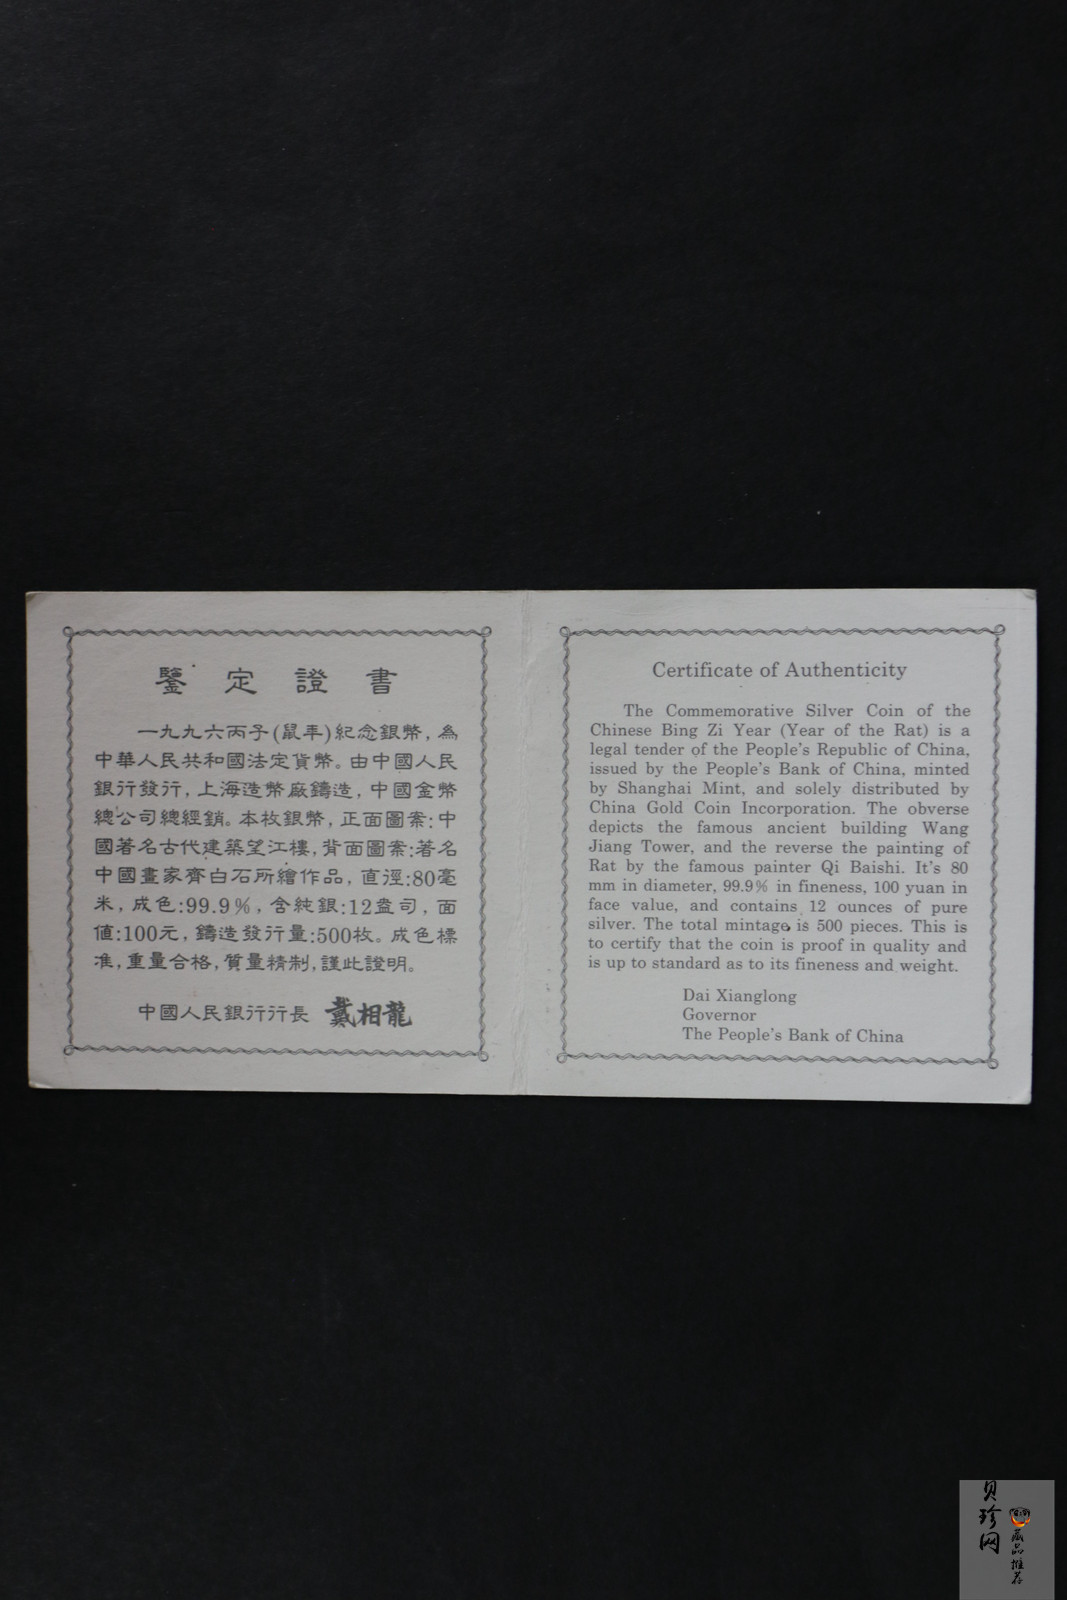 鑒定證書
一九九六丙子(鼠年)紀念銀幣，為
中華人民共和國法定貨幣。由中國人民
銀行發行，上海造幣廠鑄造，中國金幣
總公司總經銷。本枚銀幣，正面圖案:中
國著名古代建築望江樓，背面圖案:著名
中國畫家齊白石所繪作品，直徑:80毫
米，成色:99.9%，含純銀:12盎司，面
值:100元，鑄造發行量:500枚。成色標
准，重量合格，質量精制，謹此證明。
中國人民銀行行長 戴相龍
Certificate of Authenticity
The Commemorative Silver Coin of the
Chinese Bing Zi Year (Year of the Rat) is a
legal tender of the People's Republic of China,
issued by the People's Bank of China, minted
by Shanghai Mint, and solely distributed by
China Gold Coin Incorporation. The obverse
depicts the famous ancient building Wang
Jiang Tower, and the reverse the painting of
Rat by the famous painter Qi Baishi. It's 80
mm in diameter, 99.9% in fineness, 100 yuan in
face value, and contains 12 ounces of pure
silver. The total mintage is 500 pieces. This is
to certify that the coin is proof in quality and
is up to standard as to its fineness and weight.
Dai Xianglong
Governor
The People's Bank of China
贝珍网
藏品推荐